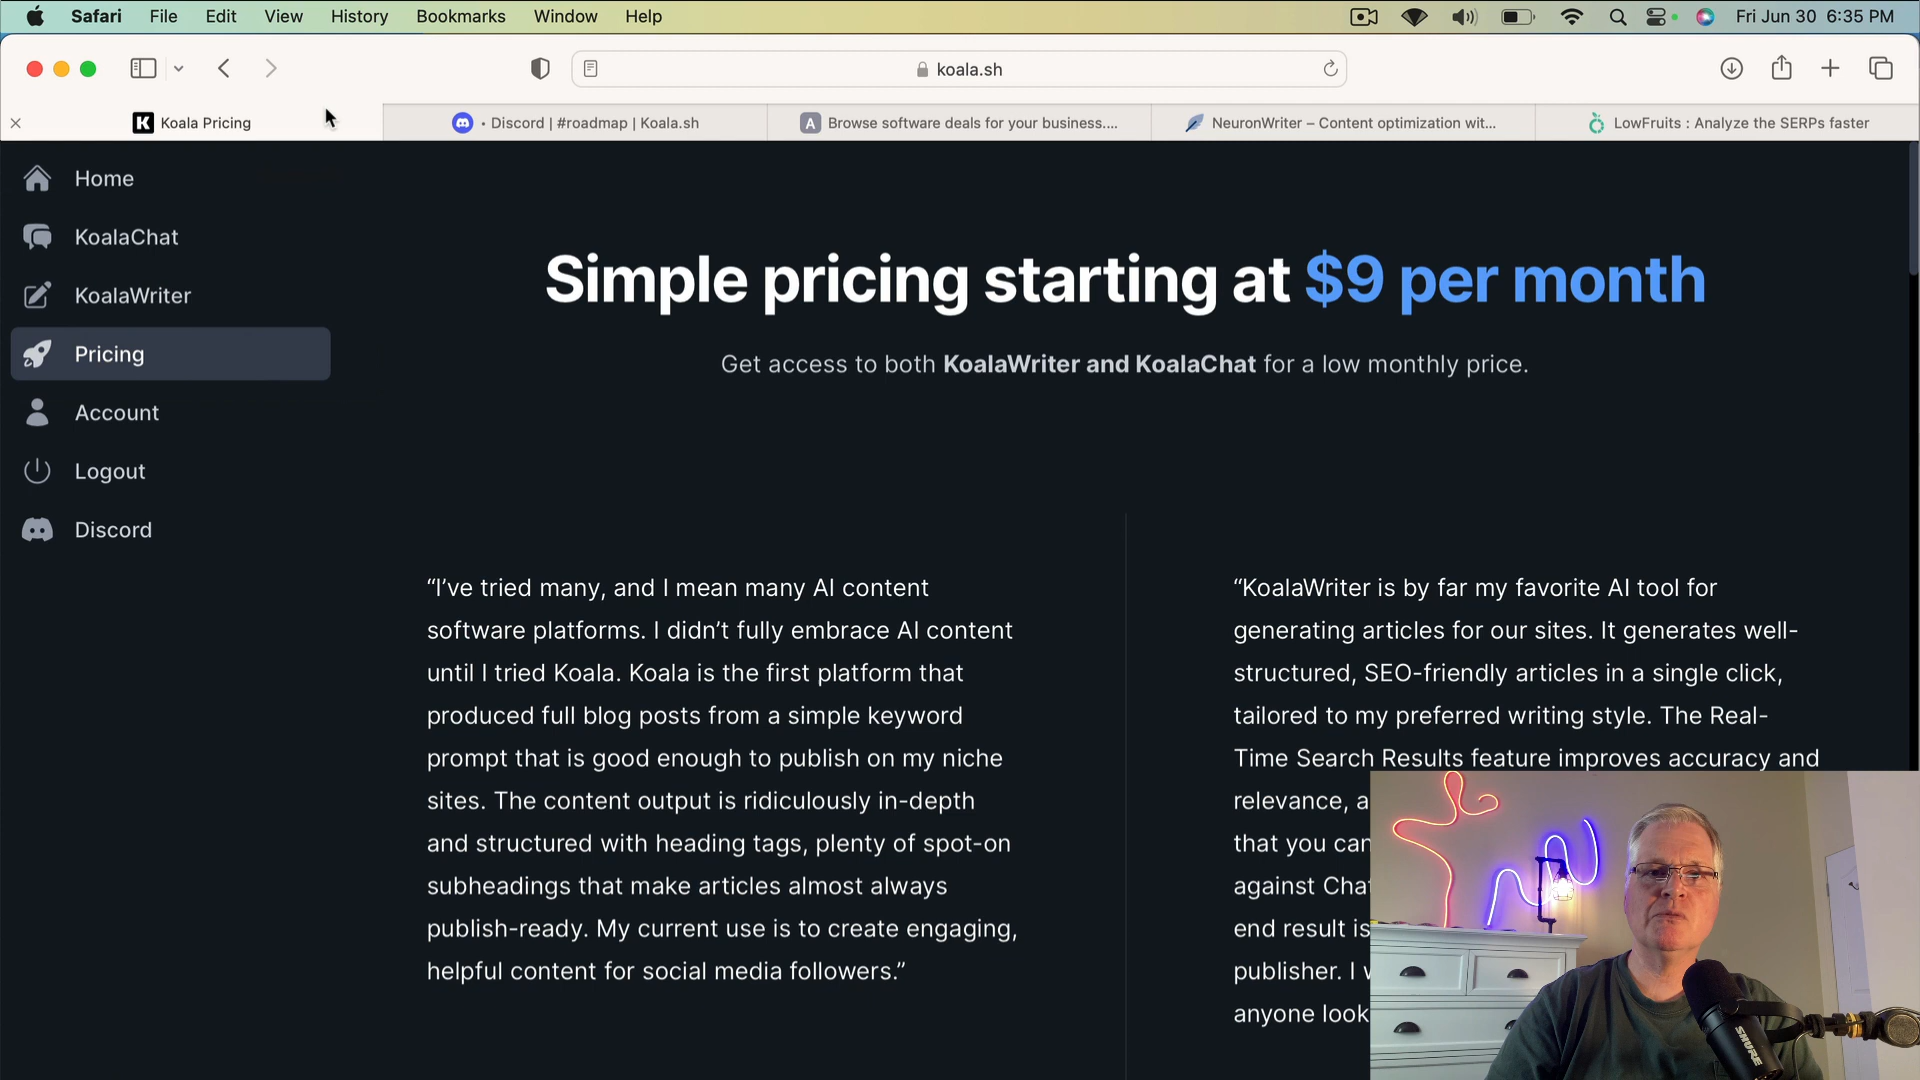 Safari File Edit View History Bookmarks Window Help Fri Jun 30 6:35 PM
koala.sh
Koala Pricing
• Discord | #roadmap | Koala.sh
A Browse software deals for your business....
NeuronWriter – Content optimization wit...
LowFruits : Analyze the SERPs faster
Home
KoalaChat
KoalaWriter
Pricing
Account
Logout
Discord
Simple pricing starting at $9 per month
Get access to both KoalaWriter and KoalaChat for a low monthly price.
“I’ve tried many, and I mean many AI content
software platforms. I didn’t fully embrace AI content
until I tried Koala. Koala is the first platform that
produced full blog posts from a simple keyword
prompt that is good enough to publish on my niche
sites. The content output is ridiculously in-depth
and structured with heading tags, plenty of spot-on
subheadings that make articles almost always
publish-ready. My current use is to create engaging,
helpful content for social media followers.”
“KoalaWriter is by far my favorite AI tool for
generating articles for our sites. It generates well-
structured, SEO-friendly articles in a single click,
tailored to my preferred writing style. The Real-
Time Search Results feature improves accuracy and
relevance, a
that you can
against Cha
end result is
publisher. I
anyone look
SHURE